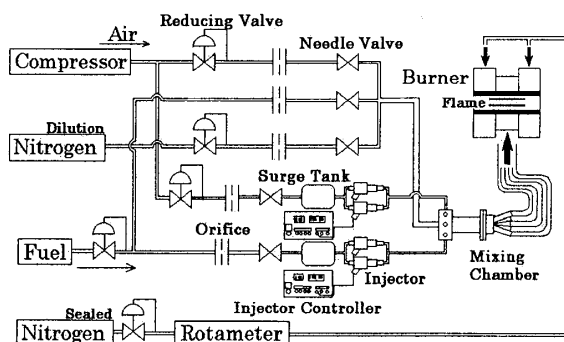 Reducing Valve
Air
Compressor
Needle Valve
Burner
Flame
Dilution
Nitrogen
Surge Tank
Orifice
Fuel
Injector
Mixing
Chamber
Injector Controller
Sealed
Nitrogen
Rotameter